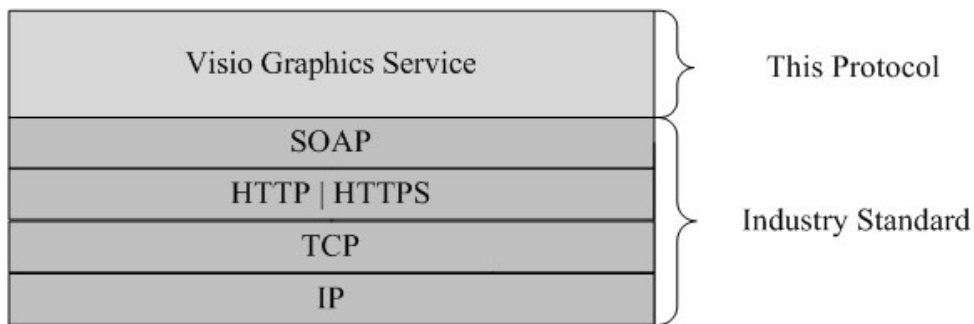 Visio Graphics Service
This Protocol
SOAP
HTTP | HTTPS
TCP
Industry Standard
IP